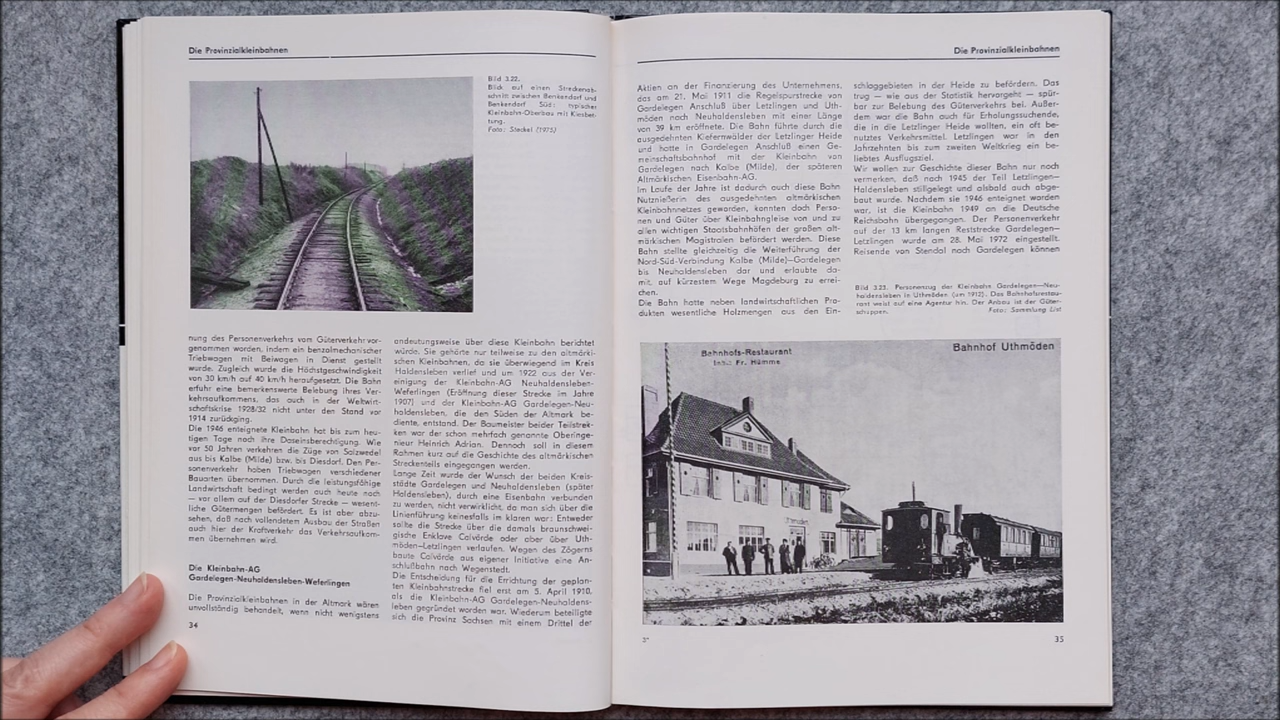 Die Provinzialkleinbahnen
Bild 3.22.
Blick auf einen Streckenab-
schnitt zwischen Benkendorf und
Benkendorf Süd: typischer
Kleinbahn-Oberbau mit Kiesbet-
tung.
Foto: Steckel (1975)
nung des Personenverkehrs vom Güterverkehr vor-
genommen worden, indem ein benzolmechanischer
Triebwagen mit Beiwagen in Dienst gestellt
wurde. Zugleich wurde die Höchstgeschwindigkeit
von 30 km/h auf 40 km/h heraufgesetzt. Die Bahn
erfuhr eine bemerkenswerte Belebung ihres Ver-
kehrsaufkommens, das auch in der Weltwirt-
schaftskrise 1928/32 nicht unter den Stand vor
1914 zurückging.
Die 1946 enteignete Kleinbahn hat bis zum heu-
tigen Tage noch ihre Daseinsberechtigung. Wie
vor 50 Jahren verkehren die Züge von Salzwedel
aus bis Kalbe (Milde) bzw. bis Diesdorf. Den Per-
sonenverkehr haben Triebwagen verschiedener
Bauarten übernommen. Durch die leistungsfähige
Landwirtschaft bedingt werden auch heute noch
— vor allem auf der Diesdorfer Strecke — wesent-
liche Gütermengen befördert. Es ist aber abzu-
sehen, daß nach vollendetem Ausbau der Straßen
auch hier der Kraftverkehr das Verkehrsaufkom-
men übernehmen wird.
Die Kleinbahn-AG
Gardelegen-Neuhaldensleben-Weferlingen
Die Provinzialkleinbahnen in der Altmark wären
unvollständig behandelt, wenn nicht wenigstens
34
andeutungsweise über diese Kleinbahn berichtet
würde. Sie gehörte nur teilweise zu den altmärki-
schen Kleinbahnen, da sie überwiegend im Kreis
Haldensleben verlief und um 1922 aus der Ver-
einigung der Kleinbahn-AG Neuhaldensleben-
Weferlingen (Eröffnung dieser Strecke im Jahre
1907) und der Kleinbahn-AG Gardelegen-Neu-
haldensleben, die den Süden der Altmark be-
diente, entstand. Der Baumeister beider Teilstrek-
ken war der schon mehrfach genannte Oberinge-
nieur Heinrich Adrian. Dennoch soll in diesem
Rahmen kurz auf die Geschichte des altmärkischen
Streckenteils eingegangen werden.
Lange Zeit wurde der Wunsch der beiden Kreis-
städte Gardelegen und Neuhaldensleben (später
Haldensleben), durch eine Eisenbahn verbunden
zu werden, nicht verwirklicht, da man sich über die
Linienführung keinesfalls im klaren war: Entweder
sollte die Strecke über die damals braunschwei-
gische Enklave Calvörde oder aber über Uth-
möden–Letzlingen verlaufen. Wegen des Zögerns
baute Calvörde aus eigener Initiative eine An-
schlußbahn nach Wegenstedt.
Die Entscheidung für die Errichtung der geplan-
ten Kleinbahnstrecke fiel erst am 5. April 1910,
als die Kleinbahn-AG Gardelegen-Neuhaldens-
leben gegründet worden war. Wiederum beteiligte
sich die Provinz Sachsen mit einem Drittel der
Die Provinzialkleinbahnen
Aktien an der Finanzierung des Unternehmens,
das am 21. Mai 1911 die Regelspurstrecke von
Gardelegen Anschluß über Letzlingen und Uth-
möden nach Neuhaldensleben mit einer Länge
von 39 km eröffnete. Die Bahn führte durch die
ausgedehnten Kiefernwälder der Letzlinger Heide
und hatte in Gardelegen Anschluß einen Ge-
meinschaftsbahnhof mit der Kleinbahn von
Gardelegen nach Kalbe (Milde), der späteren
Altmärkischen Eisenbahn-AG.
Im Laufe der Jahre ist dadurch auch diese Bahn
Nutznießerin des ausgedehnten altmärkischen
Kleinbahnnetzes geworden, konnten doch Perso-
nen und Güter über Kleinbahngleise von und zu
allen wichtigen Staatsbahnhöfen der großen alt-
märkischen Magistralen befördert werden. Diese
Bahn stellte gleichzeitig die Weiterführung der
Nord-Süd-Verbindung Kalbe (Milde)–Gardelegen
bis Neuhaldensleben dar und erlaubte da-
mit, auf kürzestem Wege Magdeburg zu errei-
chen.
Die Bahn hatte neben landwirtschaftlichen Pro-
dukten wesentliche Holzmengen aus den Ein-
schlaggebieten in der Heide zu befördern. Das
trug — wie aus der Statistik hervorgeht — spür-
bar zur Belebung des Güterverkehrs bei. Außer-
dem war die Bahn auch für Erholungssuchende,
die in die Letzlinger Heide wollten, ein oft be-
nutztes Verkehrsmittel. Letzlingen war in den
Jahrzehnten bis zum zweiten Weltkrieg ein be-
liebtes Ausflugsziel.
Wir wollen zur Geschichte dieser Bahn nur noch
vermerken, daß nach 1945 der Teil Letzlingen–
Haldensleben stillgelegt und alsbald auch abge-
baut wurde. Nachdem sie 1946 enteignet worden
war, ist die Kleinbahn 1949 an die Deutsche
Reichsbahn übergegangen. Der Personenverkehr
auf der 13 km langen Reststrecke Gardelegen–
Letzlingen wurde am 28. Mai 1972 eingestellt.
Reisende von Stendal nach Gardelegen können
Bild 3.23. Personenzug der Kleinbahn Gardelegen–Neu-
haldensleben in Uthmöden (um 1912). Das Bahnhofsrestau-
rant weist auf eine Agentur hin. Der Anbau ist der Güter-
schuppen. Foto: Sammlung List
Bahnhofs-Restaurant
Inh.: Fr. Hümme
Bahnhof Uthmöden
3*
35